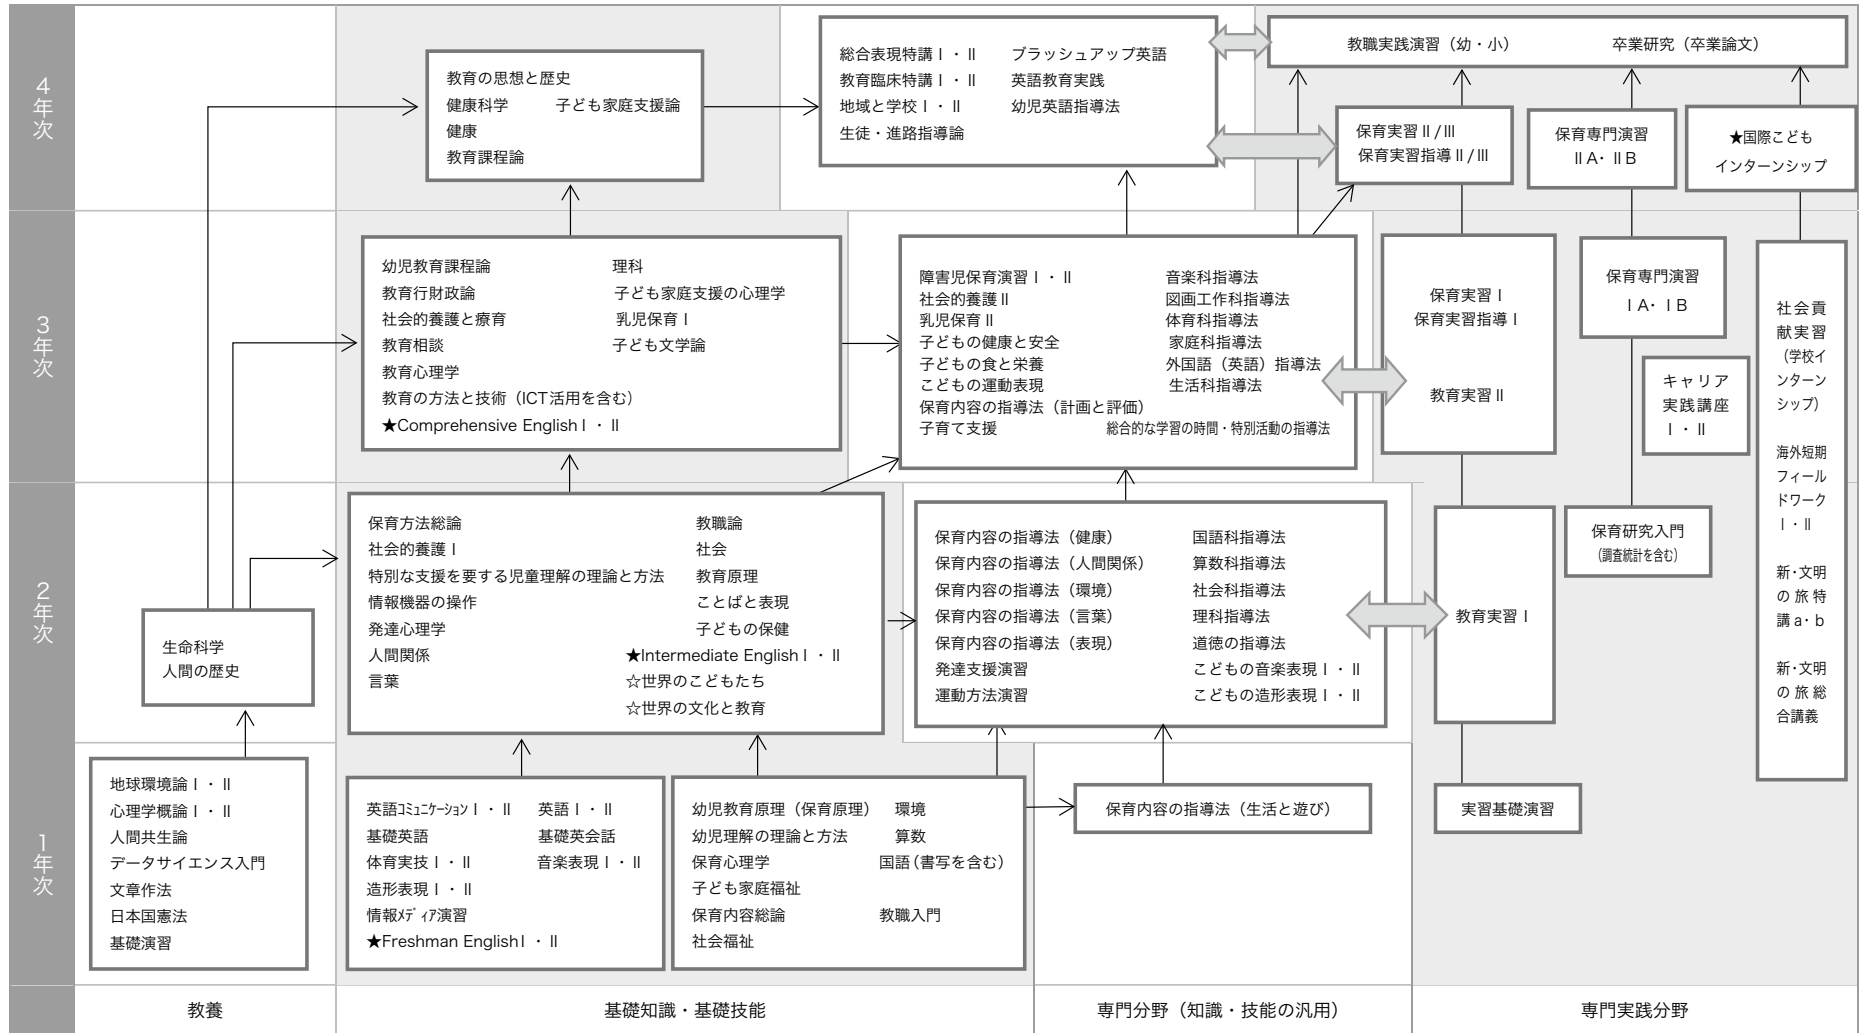 4年次
教育の思想と歴史
健康科学 子ども家庭支援論
健康
教育課程論
総合表現特講Ⅰ・Ⅱ ブラッシュアップ英語
教育臨床特講Ⅰ・Ⅱ 英語教育実践
地域と学校Ⅰ・Ⅱ 幼児英語指導法
生徒・進路指導論
教職実践演習（幼・小） 卒業研究（卒業論文）
保育実習Ⅱ/Ⅲ
保育実習指導Ⅱ/Ⅲ
保育専門演習
ⅡA・ⅡB
★国際こども
インターンシップ
3年次
幼児教育課程論 理科
教育行財政論 子ども家庭支援の心理学
社会的養護と療育 乳児保育Ⅰ
教育相談 子ども文学論
教育心理学
教育の方法と技術（ICT活用を含む）
★Comprehensive EnglishⅠ・Ⅱ
障害児保育演習Ⅰ・Ⅱ 音楽科指導法
社会的養護Ⅱ 図画工作科指導法
乳児保育Ⅱ 体育科指導法
子どもの健康と安全 家庭科指導法
子どもの食と栄養 外国語（英語）指導法
こどもの運動表現 生活科指導法
保育内容の指導法（計画と評価）
子育て支援 総合的な学習の時間・特別活動の指導法
保育実習Ⅰ
保育実習指導Ⅰ
教育実習Ⅱ
保育専門演習
ⅠA・ⅠB
キャリア
実践講座
Ⅰ・Ⅱ
社会貢
献実習
（学校イ
ンターン
シップ）
海外短期
フィール
ドワーク
Ⅰ・Ⅱ
新・文明
の旅特
講a・b
新・文明
の旅総
合講義
2年次
生命科学
人間の歴史
保育方法総論 教職論
社会的養護Ⅰ 社会
特別な支援を要する児童理解の理論と方法 教育原理
情報機器の操作 ことばと表現
発達心理学 子どもの保健
人間関係 ★Intermediate EnglishⅠ・Ⅱ
言葉 ☆世界のこどもたち
☆世界の文化と教育
保育内容の指導法（健康） 国語科指導法
保育内容の指導法（人間関係） 算数科指導法
保育内容の指導法（環境） 社会科指導法
保育内容の指導法（言葉） 理科指導法
保育内容の指導法（表現） 道徳の指導法
発達支援演習 こどもの音楽表現Ⅰ・Ⅱ
運動方法演習 こどもの造形表現Ⅰ・Ⅱ
教育実習Ⅰ
保育研究入門
（調査統計を含む）
1年次
地球環境論Ⅰ・Ⅱ
心理学概論Ⅰ・Ⅱ
人間共生論
データサイエンス入門
文章作法
日本国憲法
基礎演習
英語ｺﾐｭﾆｹｰｼｮﾝⅠ・Ⅱ 英語Ⅰ・Ⅱ
基礎英語 基礎英会話
体育実技Ⅰ・Ⅱ 音楽表現Ⅰ・Ⅱ
造形表現Ⅰ・Ⅱ
情報ﾒﾃﾞｨｱ演習
★Freshman EnglishⅠ・Ⅱ
幼児教育原理（保育原理） 環境
幼児理解の理論と方法 算数
保育心理学 国語（書写を含む）
子ども家庭福祉
保育内容総論 教職入門
社会福祉
保育内容の指導法（生活と遊び）
実習基礎演習
教養 基礎知識・基礎技能 専門分野（知識・技能の汎用） 専門実践分野